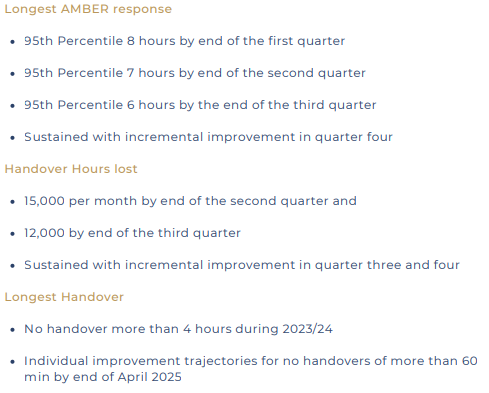 Longest AMBER response
• 95th Percentile 8 hours by end of the first quarter
• 95th Percentile 7 hours by end of the second quarter
• 95th Percentile 6 hours by the end of the third quarter
• Sustained with incremental improvement in quarter four
Handover Hours lost
• 15,000 per month by end of the second quarter and
• 12,000 by end of the third quarter
• Sustained with incremental improvement in quarter three and four
Longest Handover
• No handover more than 4 hours during 2023/24
• Individual improvement trajectories for no handovers of more than 60
min by end of April 2025